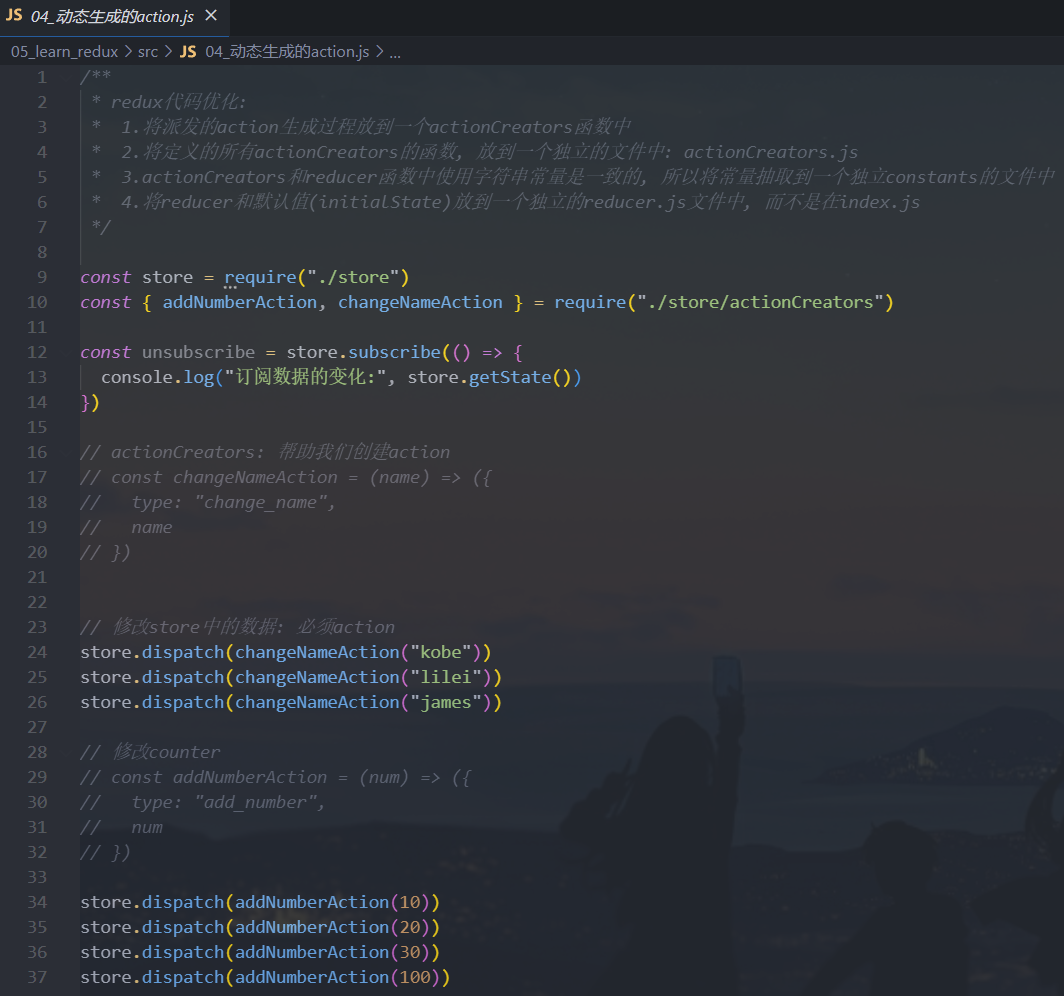 JS 04_动态生成的action.js ×
05_learn_redux > src > JS 04_动态生成的action.js > ...
1 /**
2  * redux代码优化:
3  *  1.将派发的action生成过程放到一个actionCreators函数中
4  *  2.将定义的所有actionCreators的函数, 放到一个独立的文件中: actionCreators.js
5  *  3.actionCreators和reducer函数中使用字符串常量是一致的, 所以将常量抽取到一个独立constants的文件中
6  *  4.将reducer和默认值(initialState)放到一个独立的reducer.js文件中, 而不是在index.js
7  */
8
9 const store = require("./store")
10 const { addNumberAction, changeNameAction } = require("./store/actionCreators")
11
12 const unsubscribe = store.subscribe(() => {
13   console.log("订阅数据的变化:", store.getState())
14 })
15
16 // actionCreators: 帮助我们创建action
17 // const changeNameAction = (name) => ({
18 //   type: "change_name",
19 //   name
20 // })
21
22
23 // 修改store中的数据: 必须action
24 store.dispatch(changeNameAction("kobe"))
25 store.dispatch(changeNameAction("lilei"))
26 store.dispatch(changeNameAction("james"))
27
28 // 修改counter
29 // const addNumberAction = (num) => ({
30 //   type: "add_number",
31 //   num
32 // })
33
34 store.dispatch(addNumberAction(10))
35 store.dispatch(addNumberAction(20))
36 store.dispatch(addNumberAction(30))
37 store.dispatch(addNumberAction(100))